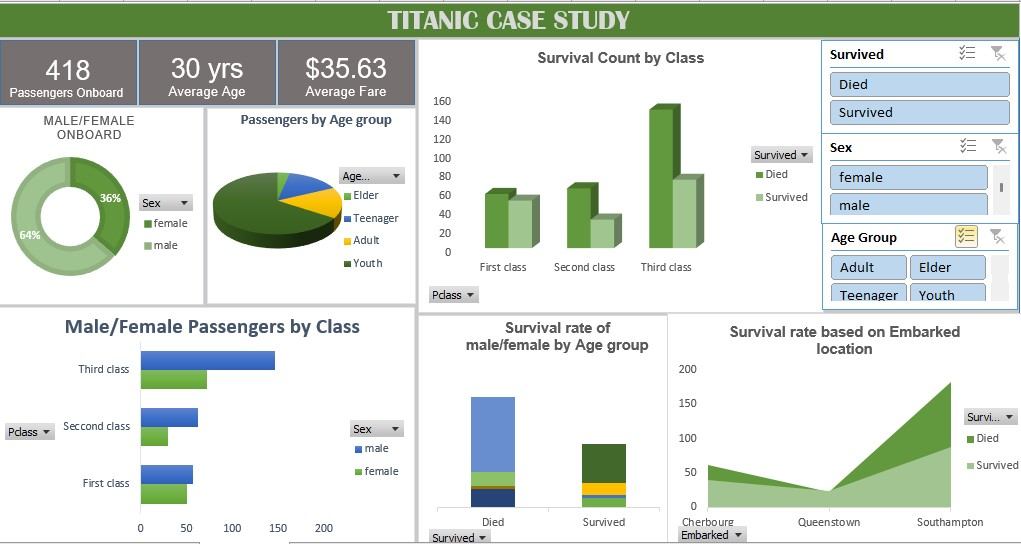 TITANIC CASE STUDY
418
Passengers Onboard
30 yrs
Average Age
$35.63
Average Fare
MALE/FEMALE
ONBOARD
36%
64%
Sex
female
male
Passengers by Age group
Age...
Elder
Teenager
Adult
Youth
Survival Count by Class
160
140
120
100
80
60
40
20
0
First class
Second class
Third class
Survived
Died
Survived
Pclass
Survived
Died
Survived
Sex
female
male
Age Group
Adult
Elder
Teenager
Youth
Male/Female Passengers by Class
Third class
Seccond class
First class
0
50
100
150
200
Pclass
Sex
male
female
Survival rate of
male/female by Age group
Died
Survived
Survived
Survival rate based on Embarked
location
200
150
100
50
0
Cherbourg
Queenstown
Southampton
Survi...
Died
Survived
Embarked